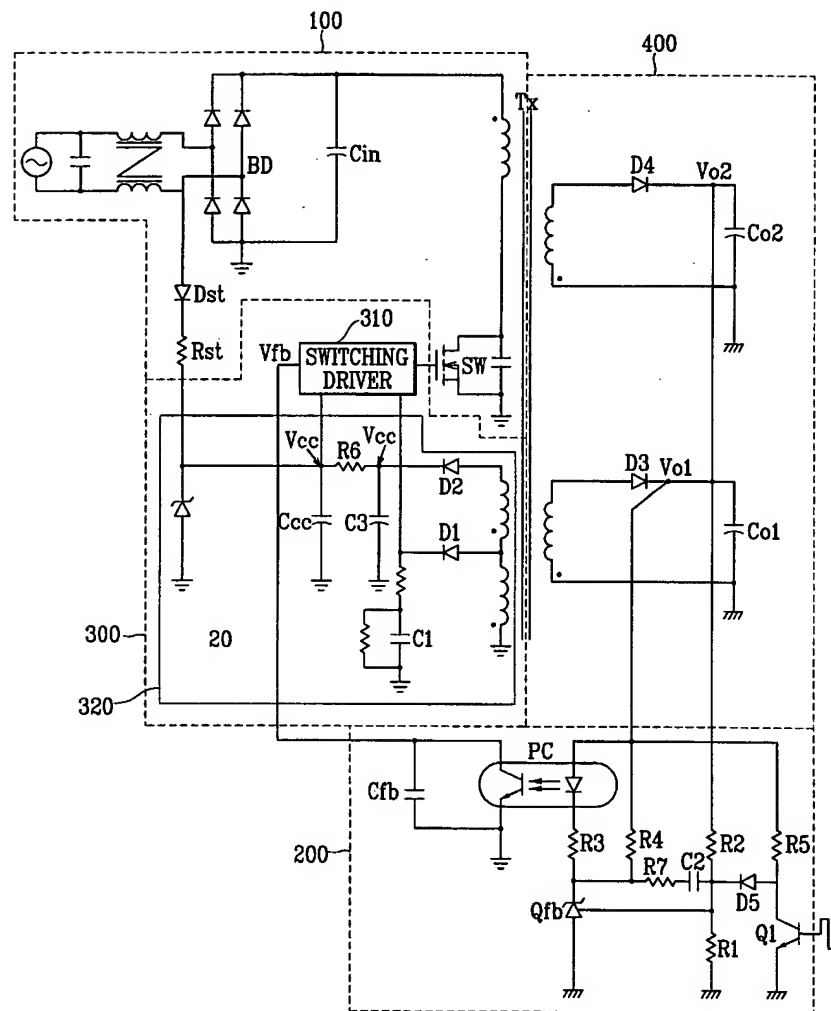 100
400
Tx
BD
Cin
D4
Vo2
Co2
Dst
310
Rst
Vfb
SWITCHING
DRIVER
SW
Vcc
R6
Vcc
D2
D3
Vo1
Ccc
C3
D1
Co1
300
20
C1
320
PC
Cfb
200
R3
R4
R2
R5
R7
C2
D5
Qfb
R1
Q1